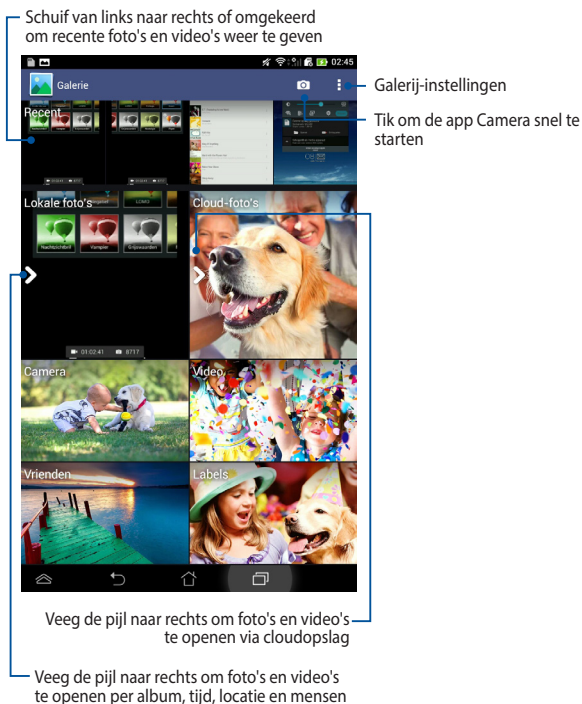 Schuif van links naar rechts of omgekeerd
om recente foto's en video's weer te geven
02:45
Galerie
Galerij-instellingen
Tik om de app Camera snel te
starten
Recent
Lokale foto's
Cloud-foto's
LOMO
Nachtzichtbril
Vampier
Grijswaarden
01:02:41
8717
Camera
Video
Vrienden
Labels
Veeg de pijl naar rechts om foto's en video's
te openen via cloudopslag
Veeg de pijl naar rechts om foto's en video's
te openen per album, tijd, locatie en mensen